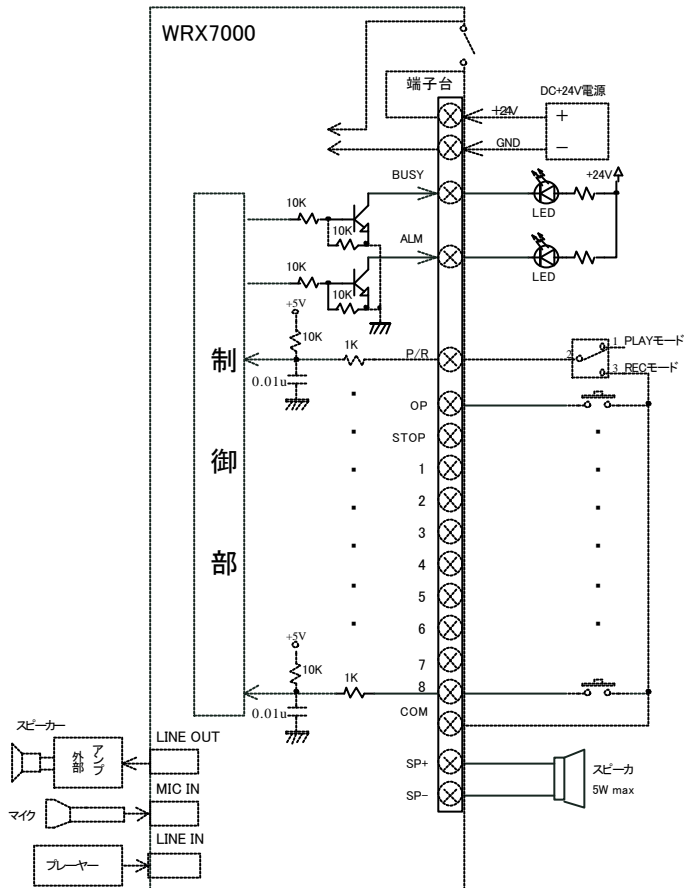 WRX7000
端子台
DC+24V電源
+24V
+
GND
−
BUSY
+24V
10K
10K
LED
ALM
10K
10K
LED
+5V
10K
1K
P/R
2
1 PLAYモード
3 RECモード
0.01u
制御部
OP
STOP
1
2
3
4
5
6
7
+5V
10K
1K
8
0.01u
COM
スピーカー
外部アンプ
LINE OUT
SP+
スピーカ
5W max
SP-
マイク
MIC IN
LINE IN
プレーヤー